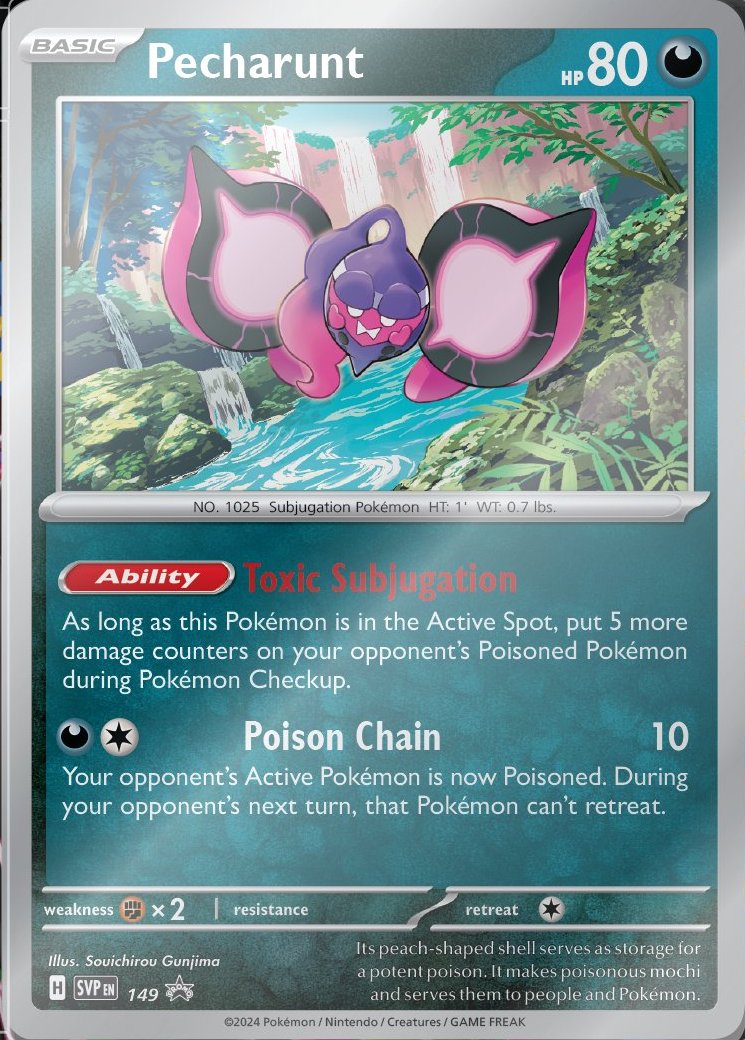 BASIC
Pecharunt
HP 80
NO. 1025 Subjugation Pokémon HT: 1' WT: 0.7 lbs.
Ability Toxic Subjugation
As long as this Pokémon is in the Active Spot, put 5 more
damage counters on your opponent's Poisoned Pokémon
during Pokémon Checkup.
Poison Chain 10
Your opponent's Active Pokémon is now Poisoned. During
your opponent's next turn, that Pokémon can't retreat.
weakness ×2 resistance retreat
Illus. Souichirou Gunjima
H SVP EN 149 PROMO
Its peach-shaped shell serves as storage for
a potent poison. It makes poisonous mochi
and serves them to people and Pokémon.
©2024 Pokémon / Nintendo / Creatures / GAME FREAK